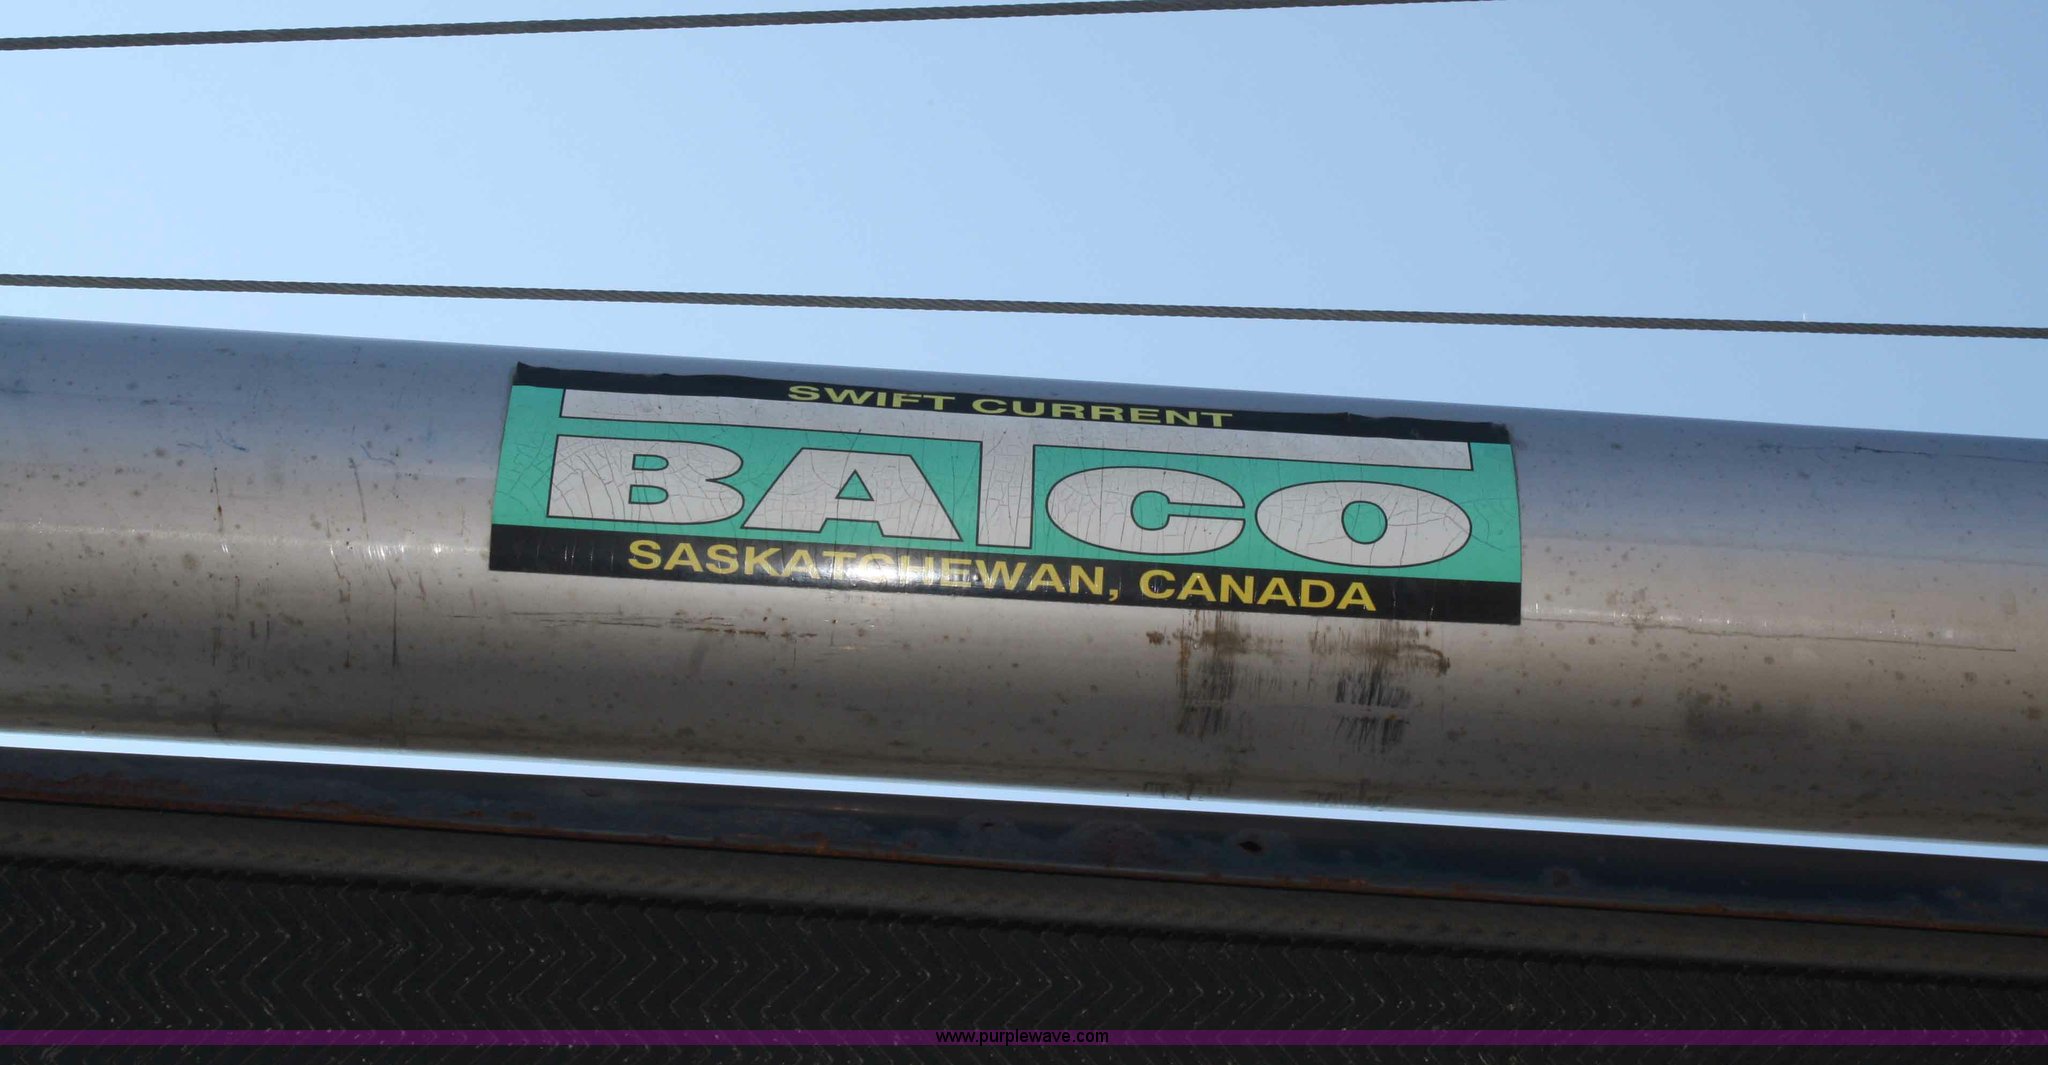 SWIFT CURRENT
BATCO
SASKATCHEWAN, CANADA
www.purplewave.com